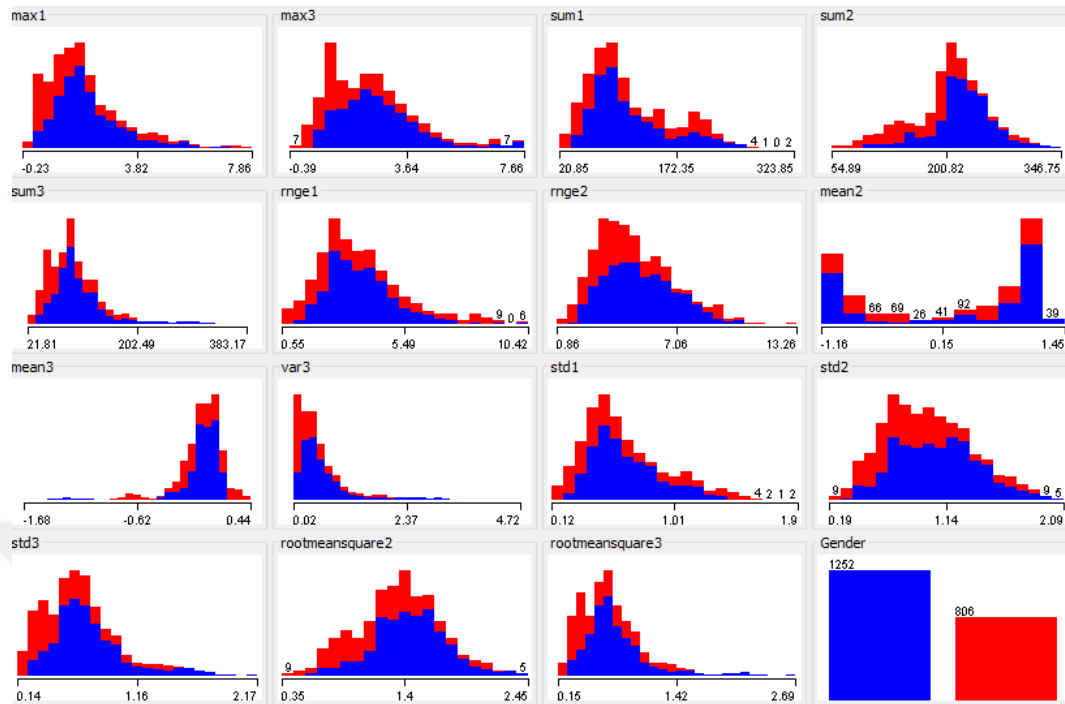 max1 max3 sum1 sum2
7 7 4 1 0 2
-0.23 3.82 7.86 -0.39 3.64 7.66 20.85 172.35 323.85 54.89 200.82 346.75
sum3 rnge1 rnge2 mean2
9 0 6 66 69 26 41 92 39
21.81 202.49 383.17 0.55 5.49 10.42 0.86 7.06 13.26 -1.16 0.15 1.45
mean3 var3 std1 std2
4 2 1 2 9 9 5
-1.68 -0.62 0.44 0.02 2.37 4.72 0.12 1.01 1.9 0.19 1.14 2.09
std3 rootmeansquare2 rootmeansquare3 Gender
1252
806
9 5
0.14 1.16 2.17 0.35 1.4 2.45 0.15 1.42 2.69